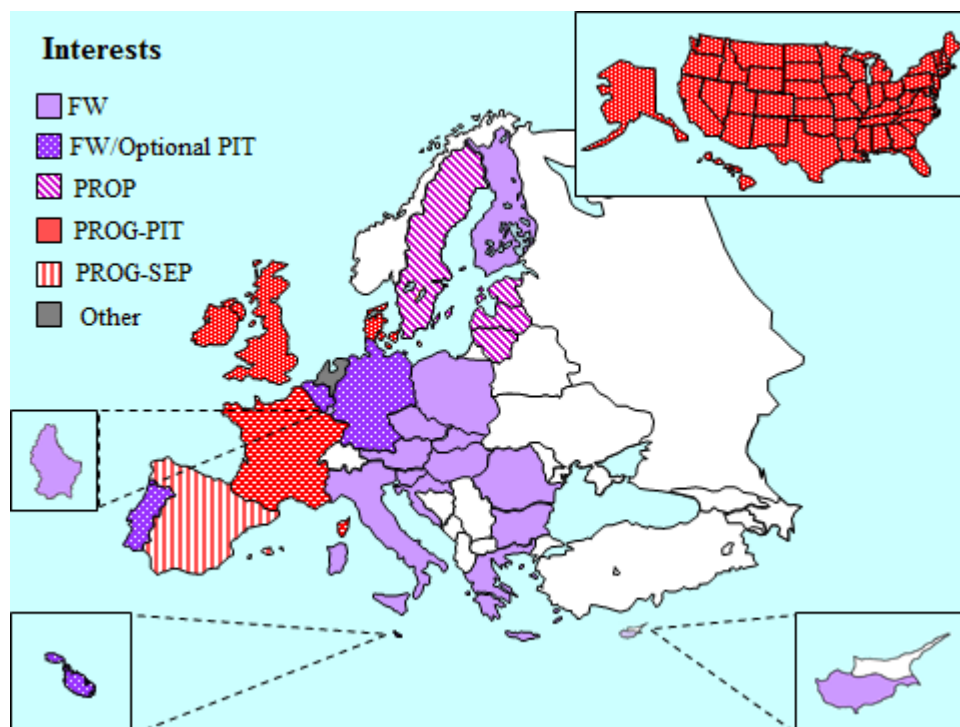 Interests
FW
FW/Optional PIT
PROP
PROG-PIT
PROG-SEP
Other